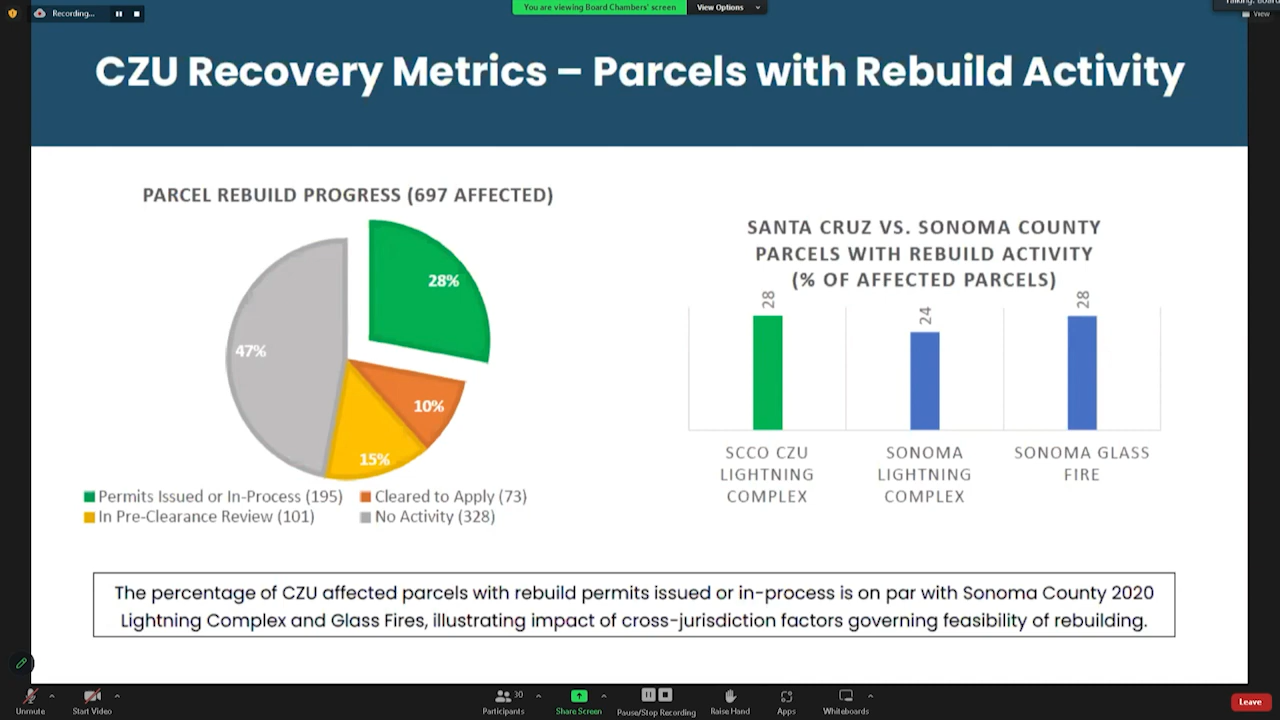 Recording...
You are viewing Board Chambers' screen
View Options
View
CZU Recovery Metrics – Parcels with Rebuild Activity
PARCEL REBUILD PROGRESS (697 AFFECTED)
28%
47%
10%
15%
Permits Issued or In-Process (195)
Cleared to Apply (73)
In Pre-Clearance Review (101)
No Activity (328)
SANTA CRUZ VS. SONOMA COUNTY
PARCELS WITH REBUILD ACTIVITY
(% OF AFFECTED PARCELS)
28
24
28
SCCO CZU
LIGHTNING
COMPLEX
SONOMA
LIGHTNING
COMPLEX
SONOMA GLASS
FIRE
The percentage of CZU affected parcels with rebuild permits issued or in-process is on par with Sonoma County 2020
Lightning Complex and Glass Fires, illustrating impact of cross-jurisdiction factors governing feasibility of rebuilding.
Unmute
Start Video
30
Participants
Share Screen
Pause/Stop Recording
Raise Hand
Apps
Whiteboards
Leave